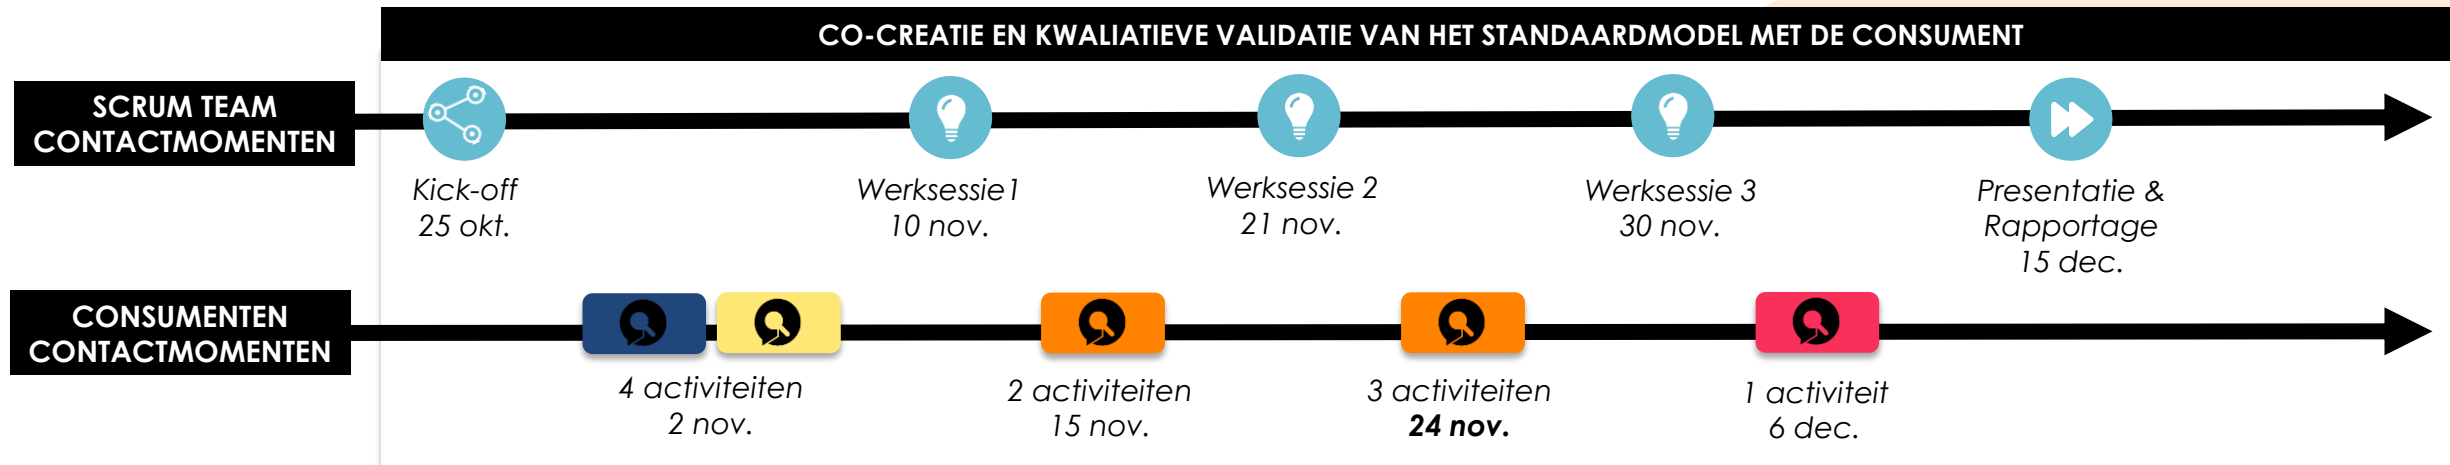 CO-CREATIE EN KWALIATIEVE VALIDATIE VAN HET STANDAARDMODEL MET DE CONSUMENT
SCRUM TEAM
CONTACTMOMENTEN
Kick-off
25 okt.
Werksessie1
10 nov.
Werksessie 2
21 nov.
Werksessie 3
30 nov.
Presentatie &
Rapportage
15 dec.
CONSUMENTEN
CONTACTMOMENTEN
4 activiteiten
2 nov.
2 activiteiten
15 nov.
3 activiteiten
24 nov.
1 activiteit
6 dec.